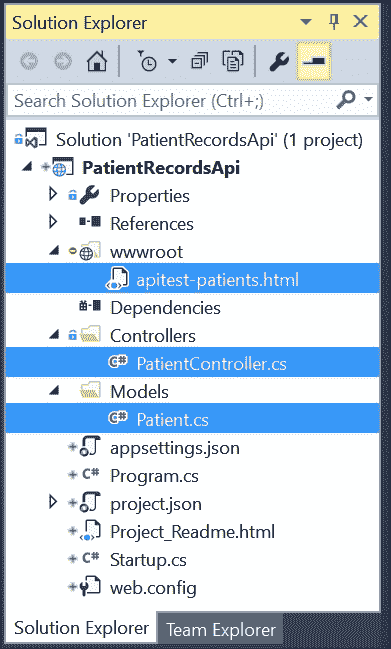 Solution Explorer
Search Solution Explorer (Ctrl+;)
Solution 'PatientRecordsApi' (1 project)
PatientRecordsApi
Properties
References
wwwroot
apitest-patients.html
Dependencies
Controllers
C# PatientController.cs
Models
C# Patient.cs
appsettings.json
C# Program.cs
project.json
Project_Readme.html
C# Startup.cs
web.config
Solution Explorer Team Explorer